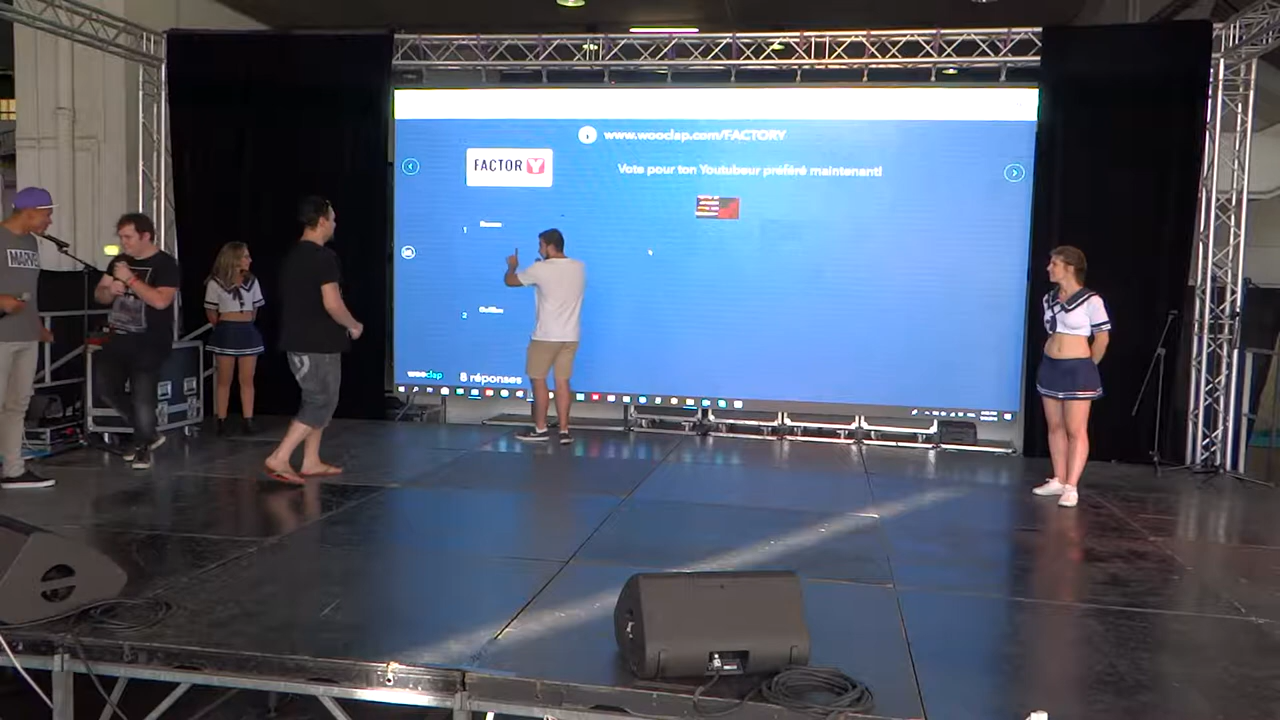 www.wooclap.com/FACTORY
FACTOR Y
Vote pour ton Youtubeur préféré maintenant!
1
2
wooclap
8 réponses
MARVEL